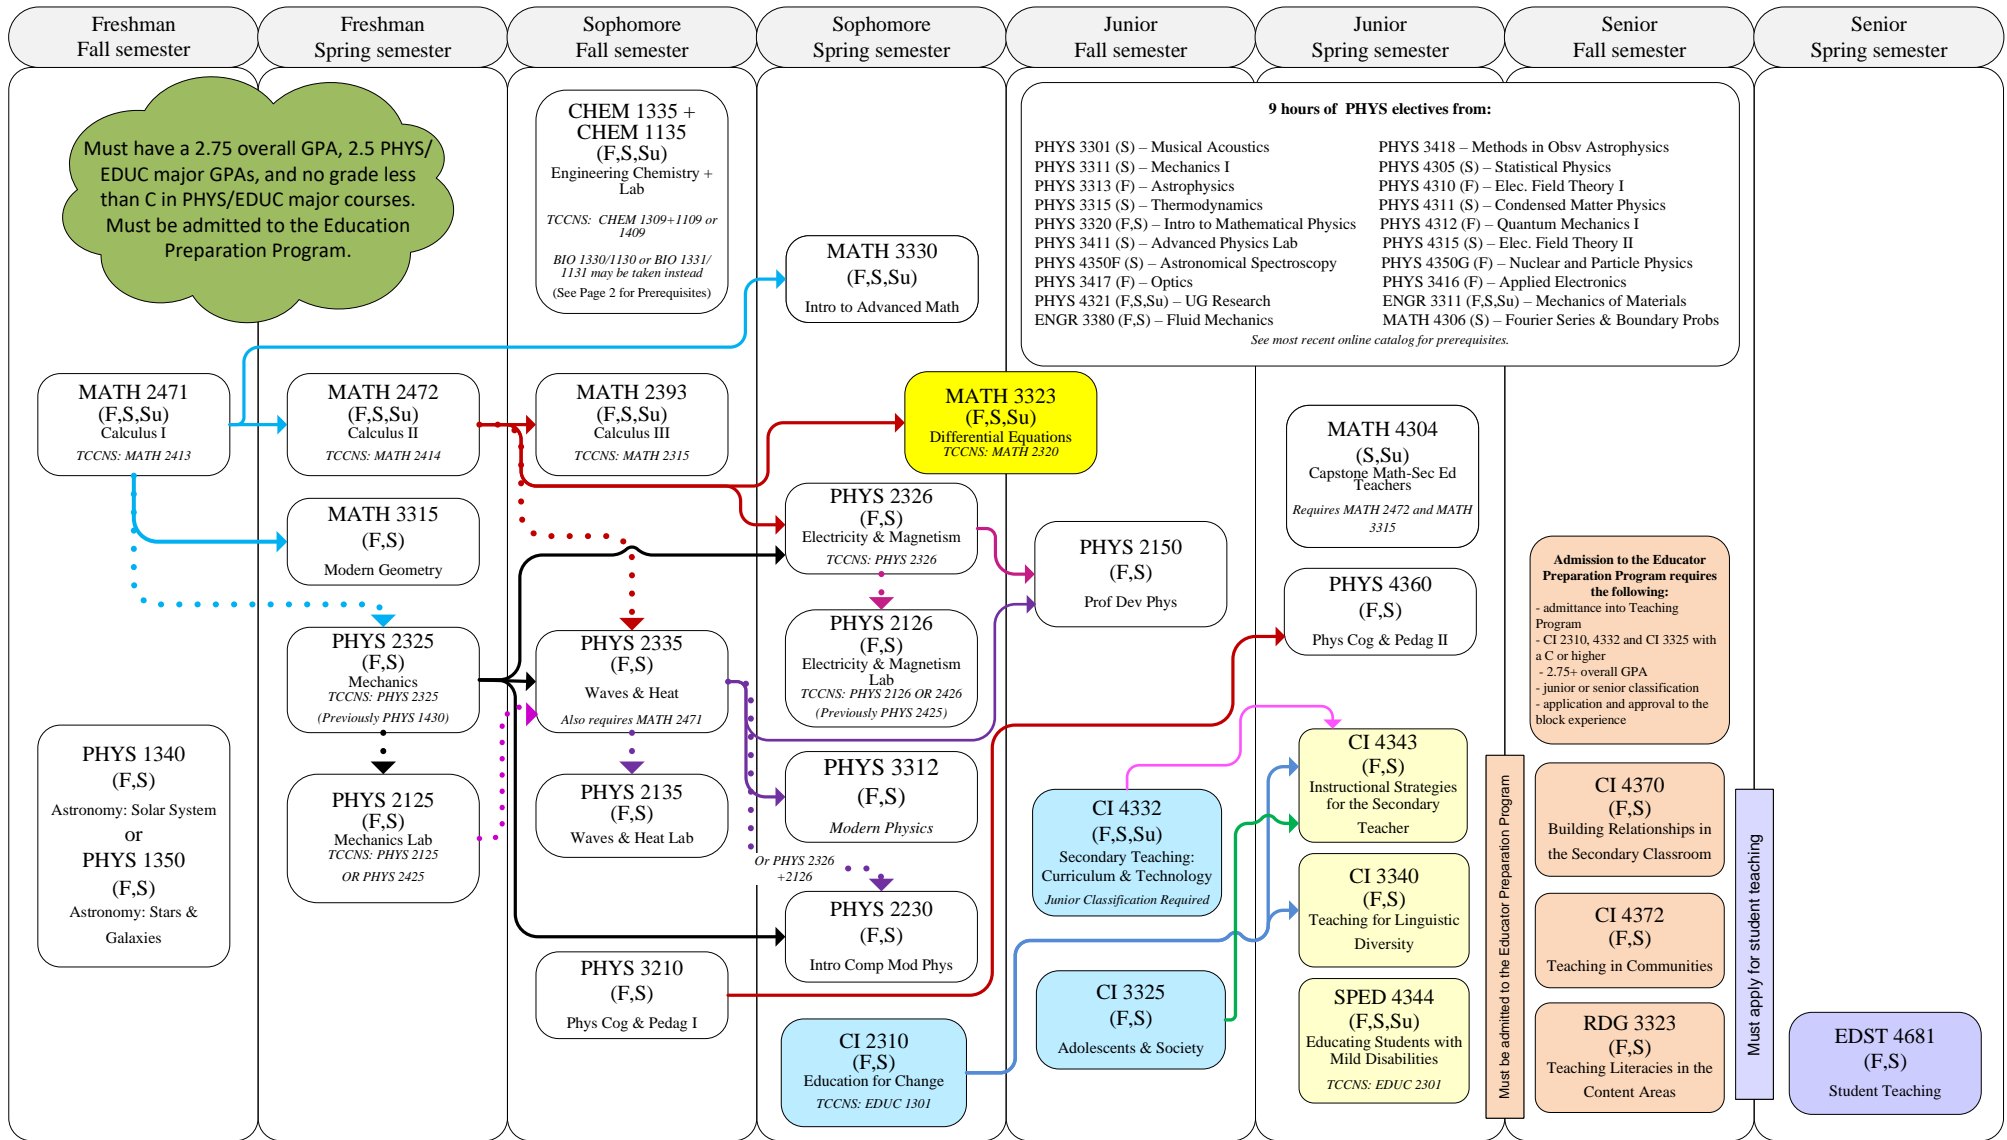 Freshman
Fall semester
Freshman
Spring semester
Sophomore
Fall semester
Sophomore
Spring semester
Junior
Fall semester
Junior
Spring semester
Senior
Fall semester
Senior
Spring semester
Must have a 2.75 overall GPA, 2.5 PHYS/
EDUC major GPAs, and no grade less
than C in PHYS/EDUC major courses.
Must be admitted to the Education
Preparation Program.
MATH 2471
(F,S,Su)
Calculus I
TCCNS: MATH 2413
PHYS 1340
(F,S)
Astronomy: Solar System
or
PHYS 1350
(F,S)
Astronomy: Stars &
Galaxies
MATH 2472
(F,S,Su)
Calculus II
TCCNS: MATH 2414
MATH 3315
(F,S)
Modern Geometry
PHYS 2325
(F,S)
Mechanics
TCCNS: PHYS 2325
(Previously PHYS 1430)
PHYS 2125
(F,S)
Mechanics Lab
TCCNS: PHYS 2125
OR PHYS 2425
CHEM 1335 +
CHEM 1135
(F,S,Su)
Engineering Chemistry +
Lab
TCCNS:  CHEM 1309+1109 or
1409
BIO 1330/1130 or BIO 1331/
1131 may be taken instead
(See Page 2 for Prerequisites)
MATH 2393
(F,S,Su)
Calculus III
TCCNS: MATH 2315
PHYS 2335
(F,S)
Waves & Heat
Also requires MATH 2471
PHYS 2135
(F,S)
Waves & Heat Lab
PHYS 3210
(F,S)
Phys Cog & Pedag I
MATH 3330
(F,S,Su)
Intro to Advanced Math
MATH 3323
(F,S,Su)
Differential Equations
TCCNS: MATH 2320
PHYS 2326
(F,S)
Electricity & Magnetism
TCCNS: PHYS 2326
PHYS 2126
(F,S)
Electricity & Magnetism
Lab
TCCNS: PHYS 2126 OR 2426
(Previously PHYS 2425)
PHYS 3312
(F,S)
Modern Physics
Or PHYS 2326
+2126
PHYS 2230
(F,S)
Intro Comp Mod Phys
CI 2310
(F,S)
Education for Change
TCCNS: EDUC 1301
9 hours of  PHYS electives from:
PHYS 3301 (S) – Musical Acoustics
PHYS 3311 (S) – Mechanics I
PHYS 3313 (F) – Astrophysics
PHYS 3315 (S) – Thermodynamics
PHYS 3320 (F,S) – Intro to Mathematical Physics
PHYS 3411 (S) – Advanced Physics Lab
PHYS 4350F (S) – Astronomical Spectroscopy
PHYS 3417 (F) – Optics
PHYS 4321 (F,S,Su) – UG Research
ENGR 3380 (F,S) – Fluid Mechanics
PHYS 3418 – Methods in Obsv Astrophysics
PHYS 4305 (S) – Statistical Physics
PHYS 4310 (F) – Elec. Field Theory I
PHYS 4311 (S) – Condensed Matter Physics
PHYS 4312 (F) – Quantum Mechanics I
PHYS 4315 (S) – Elec. Field Theory II
PHYS 4350G (F) – Nuclear and Particle Physics
PHYS 3416 (F) – Applied Electronics
ENGR 3311 (F,S,Su) – Mechanics of Materials
MATH 4306 (S) – Fourier Series & Boundary Probs
See most recent online catalog for prerequisites.
PHYS 2150
(F,S)
Prof Dev Phys
CI 4332
(F,S,Su)
Secondary Teaching:
Curriculum & Technology
Junior Classification Required
CI 3325
(F,S)
Adolescents & Society
MATH 4304
(S,Su)
Capstone Math-Sec Ed
Teachers
Requires MATH 2472 and MATH
3315
PHYS 4360
(F,S)
Phys Cog & Pedag II
CI 4343
(F,S)
Instructional Strategies
for the Secondary
Teacher
CI 3340
(F,S)
Teaching for Linguistic
Diversity
SPED 4344
(F,S,Su)
Educating Students with
Mild Disabilities
TCCNS: EDUC 2301
Must be admitted to the Educator Preparation Program
Admission to the Educator
Preparation Program requires
the following:
- admittance into Teaching
Program
- CI 2310, 4332 and CI 3325 with
a C or higher
- 2.75+ overall GPA
- junior or senior classification
- application and approval to the
block experience
CI 4370
(F,S)
Building Relationships in
the Secondary Classroom
CI 4372
(F,S)
Teaching in Communities
RDG 3323
(F,S)
Teaching Literacies in the
Content Areas
Must apply for student teaching
EDST 4681
(F,S)
Student Teaching